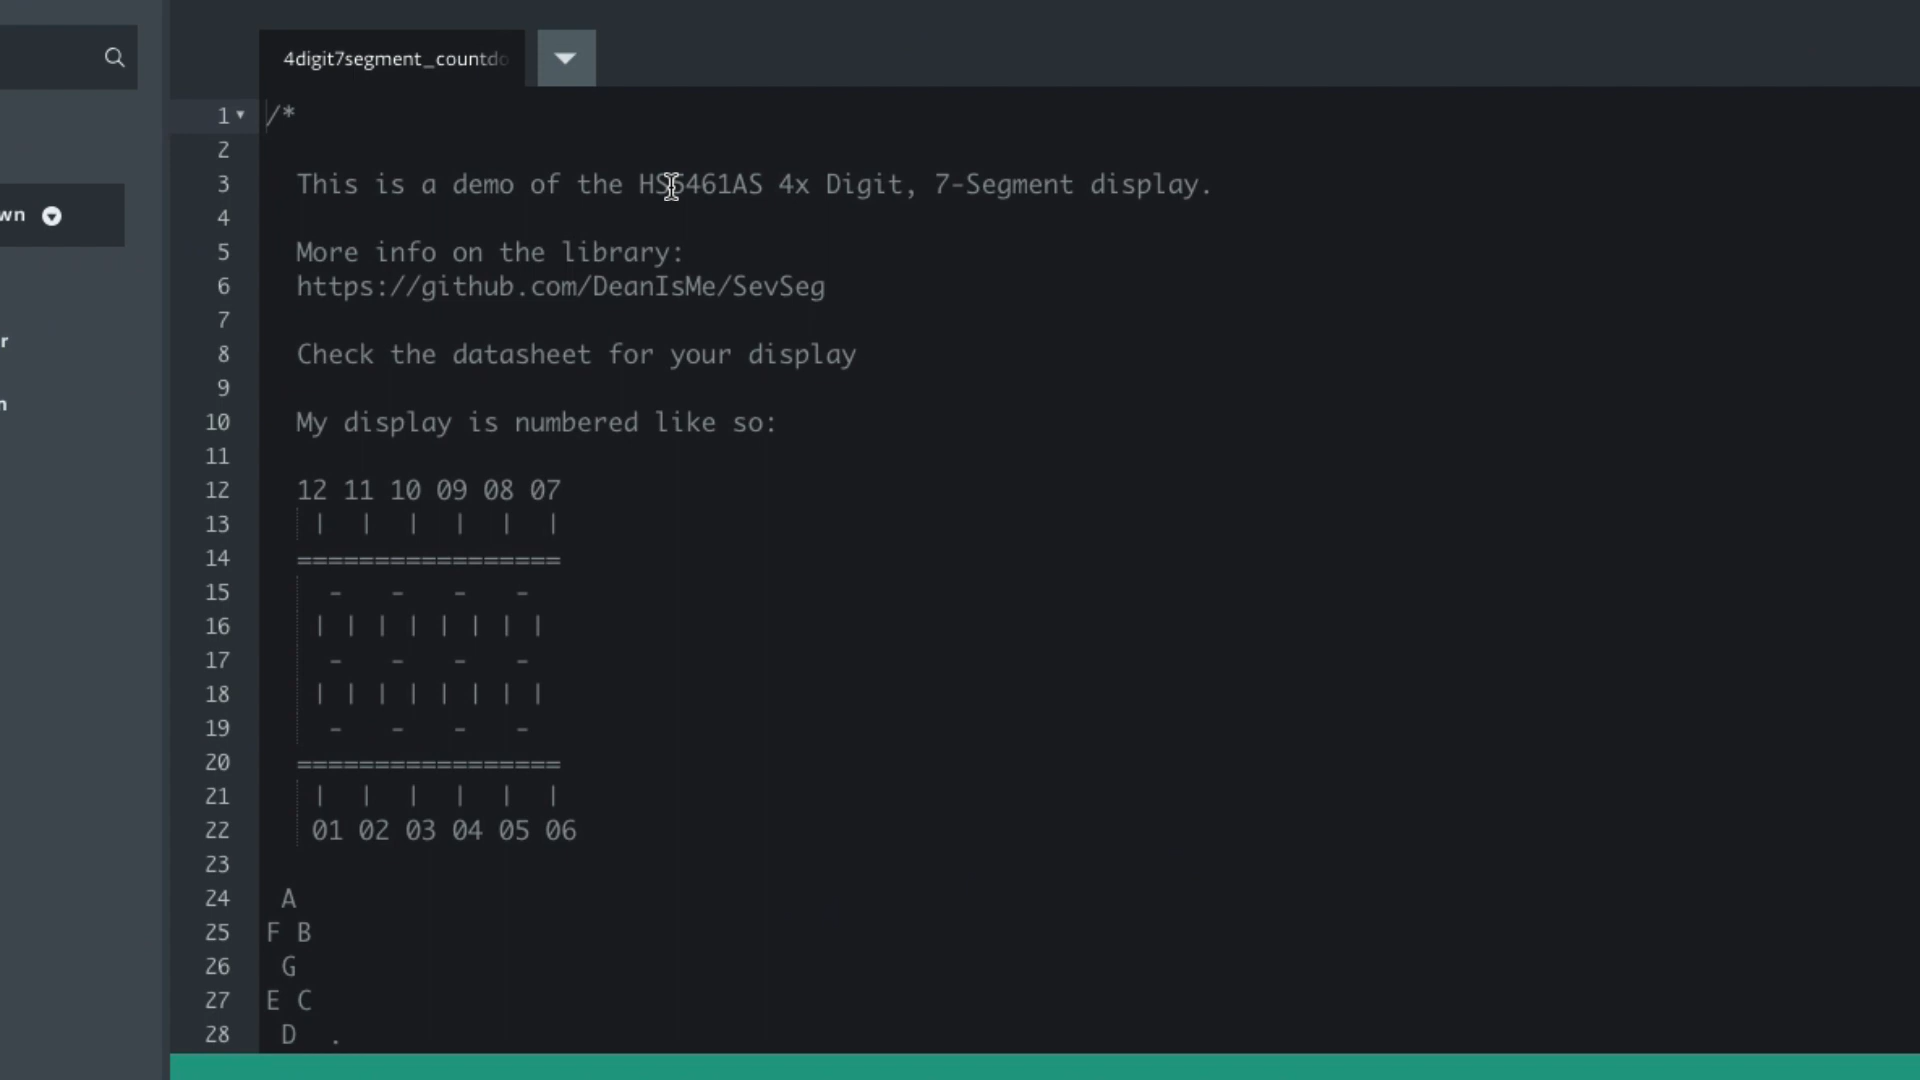 4digit7segment_countdo
wn
r
n
1 /*
2
3 This is a demo of the HS5461AS 4x Digit, 7-Segment display.
4
5 More info on the library:
6 https://github.com/DeanIsMe/SevSeg
7
8 Check the datasheet for your display
9
10 My display is numbered like so:
11
12 12 11 10 09 08 07
13 | | | | | |
14 =================
15 - - - -
16 | | | | | | | |
17 - - - -
18 | | | | | | | |
19 - - - -
20 =================
21 | | | | | |
22 01 02 03 04 05 06
23
24 A
25 F B
26 G
27 E C
28 D .